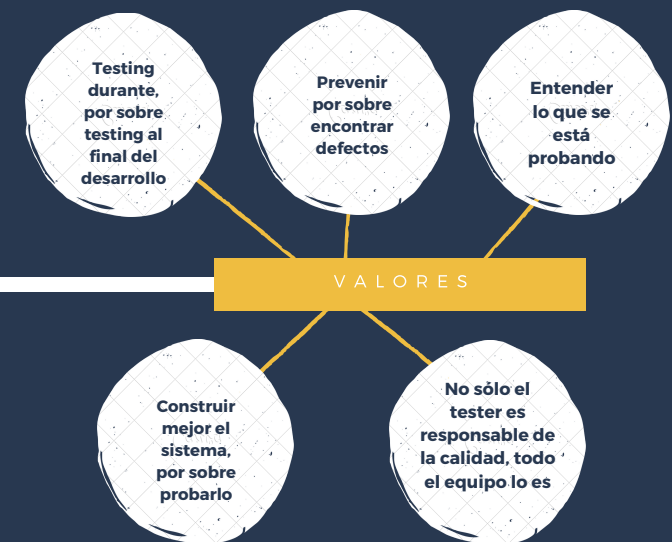 Testing
durante,
por sobre
testing al
final del
desarrollo
Prevenir
por sobre
encontrar
defectos
Entender
lo que se
está
probando
VALORES
Construir
mejor el
sistema,
por sobre
probarlo
No sólo el
tester es
responsable de
la calidad, todo
el equipo lo es